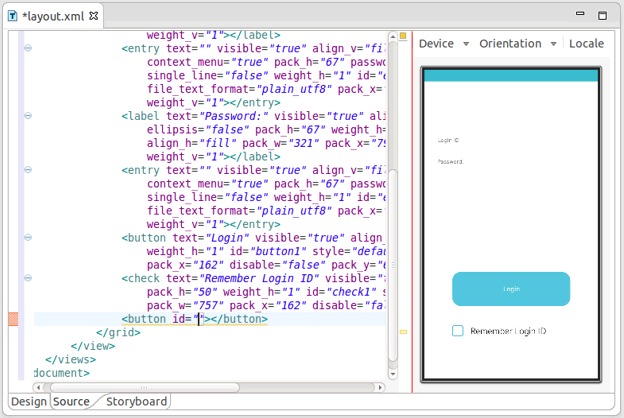 *layout.xml
weight_v="1"></label>
<entry text="" visible="true" align_v="fil
context_menu="true" pack_h="67" passwo
single_line="false" weight_h="1" id="e
file_text_format="plain_utf8" pack_x="
weight_v="1"></entry>
<label text="Password:" visible="true" ali
ellipsis="false" pack_h="67" weight_h=
align_h="fill" pack_w="321" pack_x="79
weight_v="1"></label>
<entry text="" visible="true" align_v="fil
context_menu="true" pack_h="67" passwo
single_line="false" weight_h="1" id="e
file_text_format="plain_utf8" pack_x="
weight_v="1"></entry>
<button text="Login" visible="true" align_
weight_h="1" id="button1" style="defau
pack_x="162" disable="false" pack_y="6
<check text="Remember Login ID" visible="
pack_h="50" weight_h="1" id="check1" s
pack_w="757" pack_x="162" disable="fal
<button id=""></button>
</grid>
</view>
</views>
document>
Design Source Storyboard
Device Orientation Locale
Login ID
Password:
Login
Remember Login ID